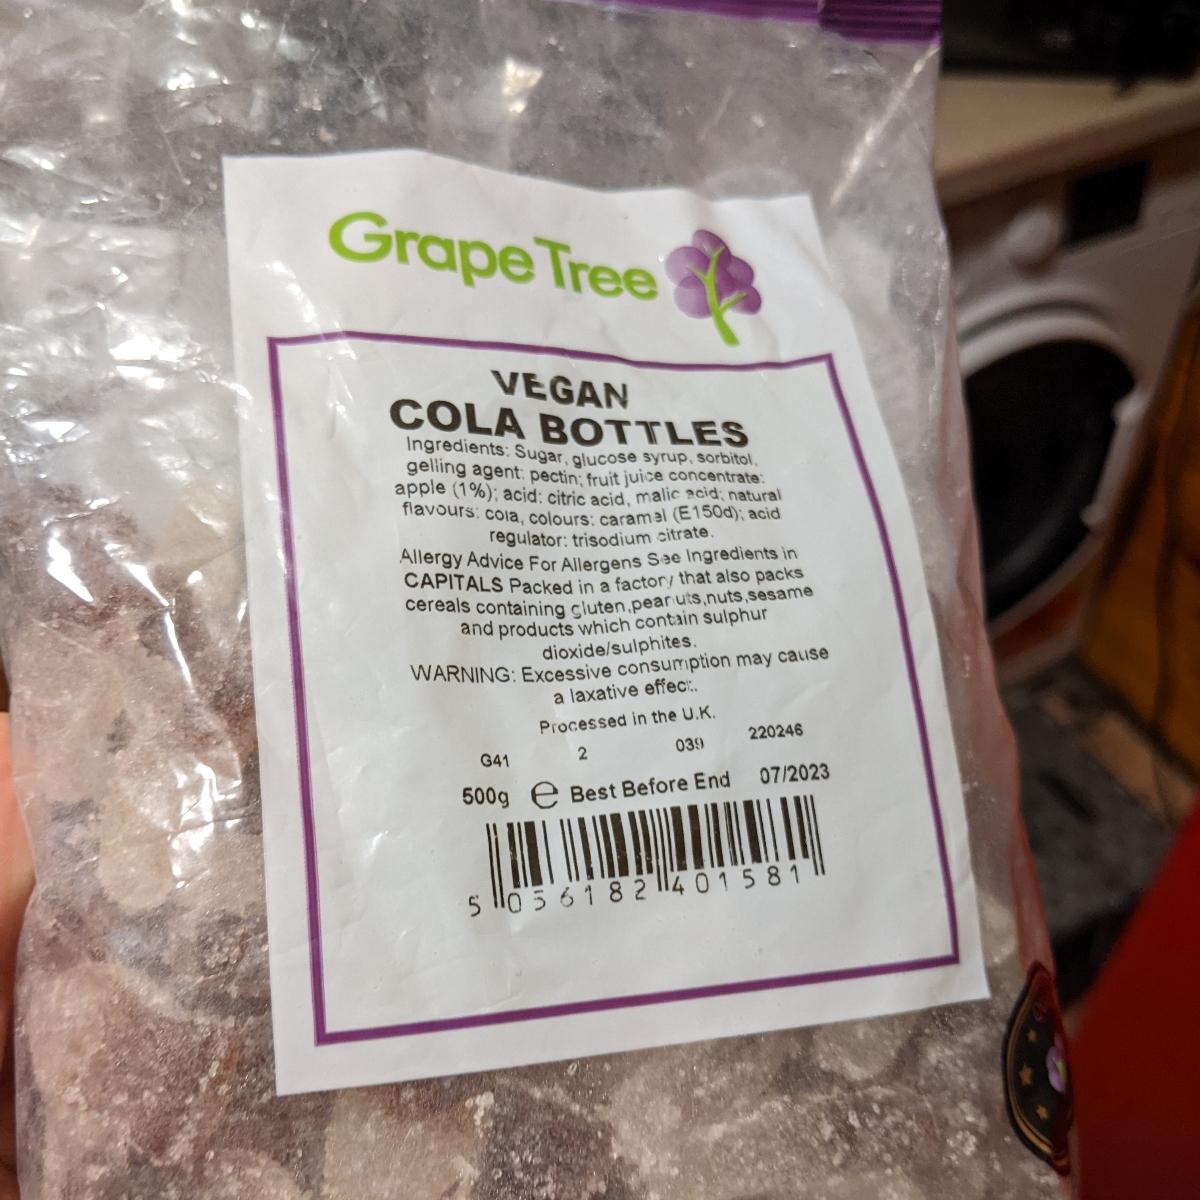 Grape Tree
VEGAN
COLA BOTTLES
Ingredients: Sugar, glucose syrup, sorbitol,
gelling agent: pectin; fruit juice concentrate:
apple (1%); acid: citric acid, malic acid; natural
flavours: cola, colours: caramel (E150d); acid
regulator: trisodium citrate.
Allergy Advice For Allergens See Ingredients in
CAPITALS Packed in a factory that also packs
cereals containing gluten,peanuts,nuts,sesame
and products which contain sulphur
dioxide/sulphites.
WARNING: Excessive consumption may cause
a laxative effect.
Processed in the U.K.
G41 2 039 220246
500g ℮ Best Before End 07/2023
5 056182 401581